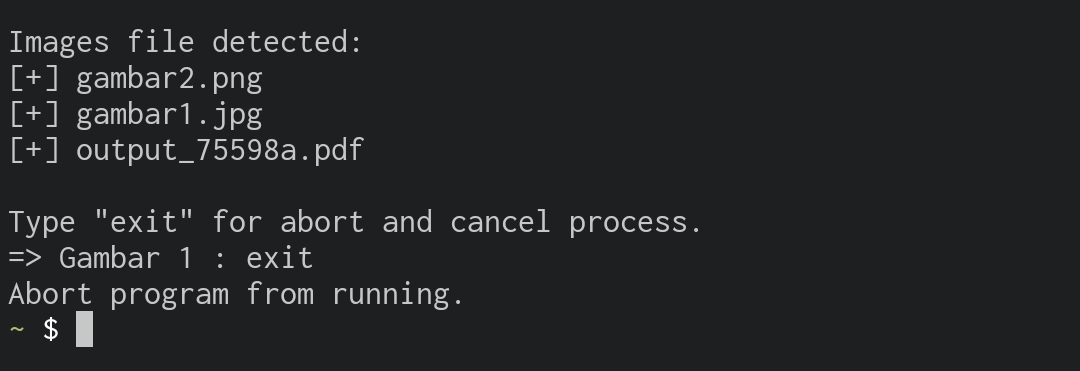 Images file detected:
[+] gambar2.png
[+] gambar1.jpg
[+] output_75598a.pdf
Type "exit" for abort and cancel process.
=> Gambar 1 : exit
Abort program from running.
~ $